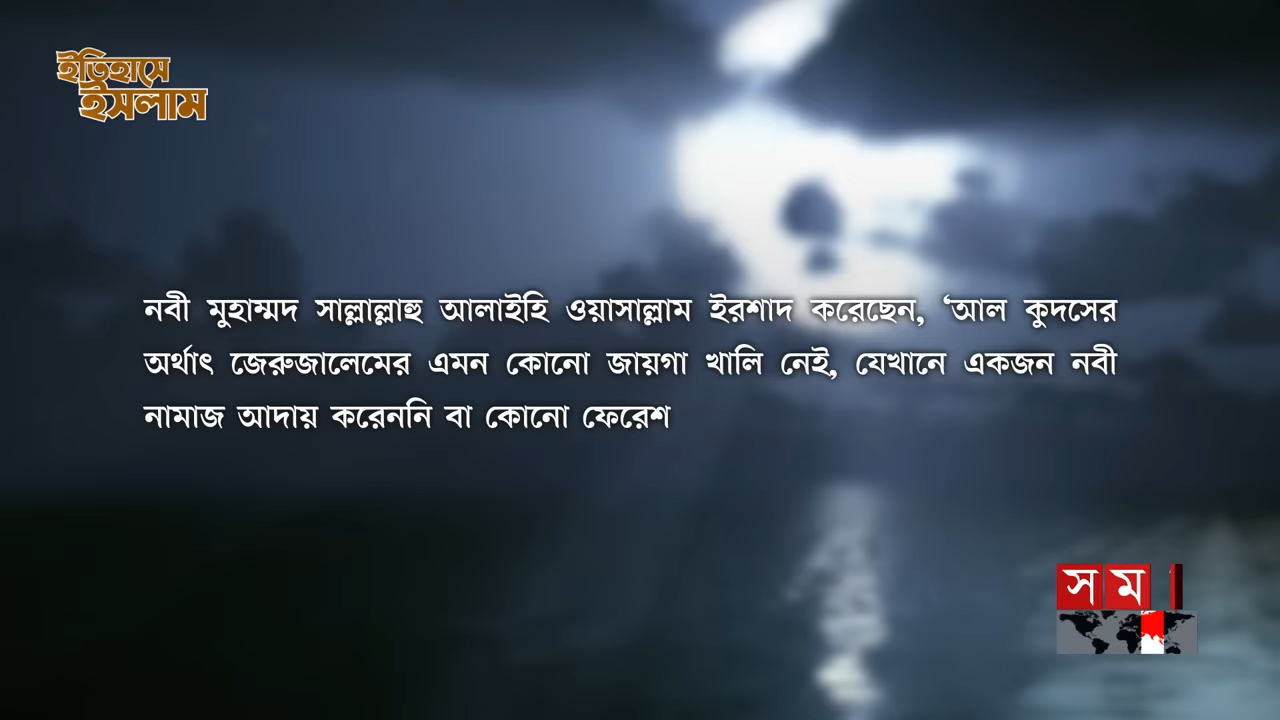 ইতিহাসে
ইসলাম
নবী মুহাম্মদ সাল্লাল্লাহু আলাইহি ওয়াসাল্লাম ইরশাদ করেছেন, ‘আল কুদসের
অর্থাৎ জেরুজালেমের এমন কোনো জায়গা খালি নেই, যেখানে একজন নবী
নামাজ আদায় করেননি বা কোনো ফেরেশ
সম